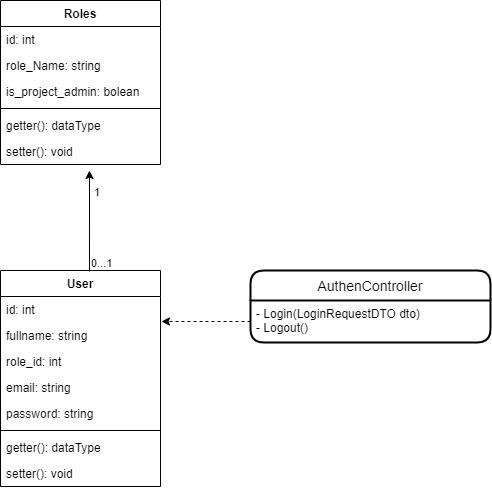 Roles
id: int
role_Name: string
is_project_admin: bolean
getter(): dataType
setter(): void
1
0...1
User
id: int
fullname: string
role_id: int
email: string
password: string
getter(): dataType
setter(): void
AuthenController
- Login(LoginRequestDTO dto)
- Logout()